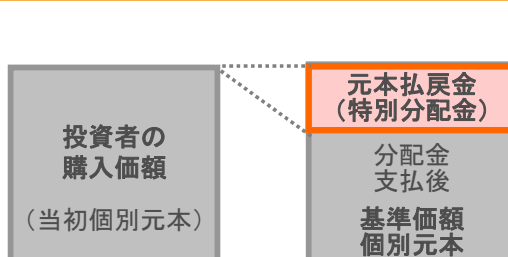 投資者の
購入価額
（当初個別元本）
元本払戻金
（特別分配金）
分配金
支払後
基準価額
個別元本